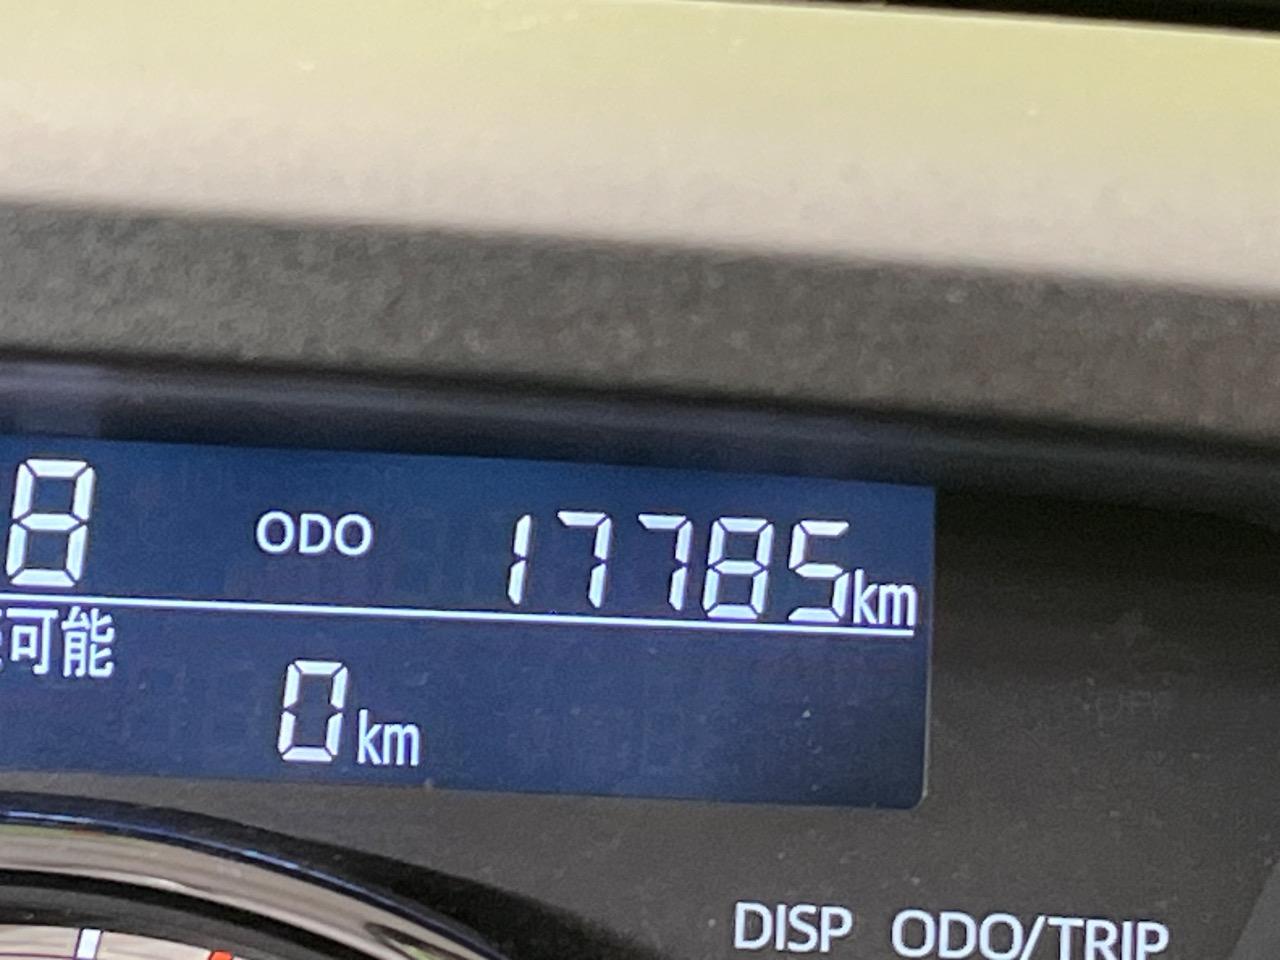 8 ODO 17785km
可能
0km
DISP ODO/TRIP